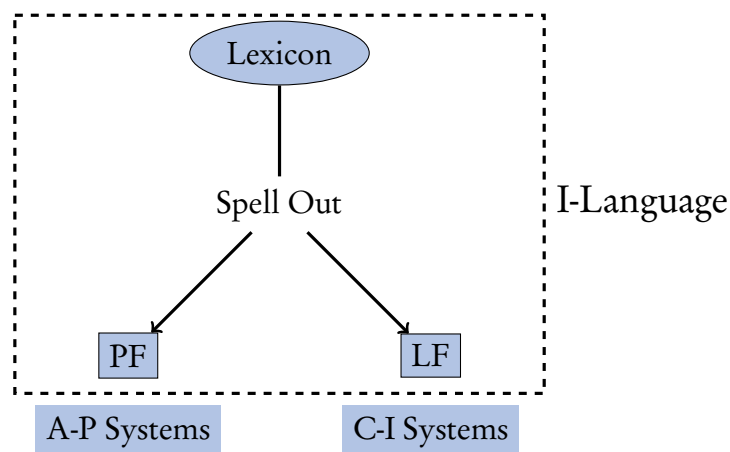 Lexicon
Spell Out
I-Language
PF
LF
A-P Systems
C-I Systems